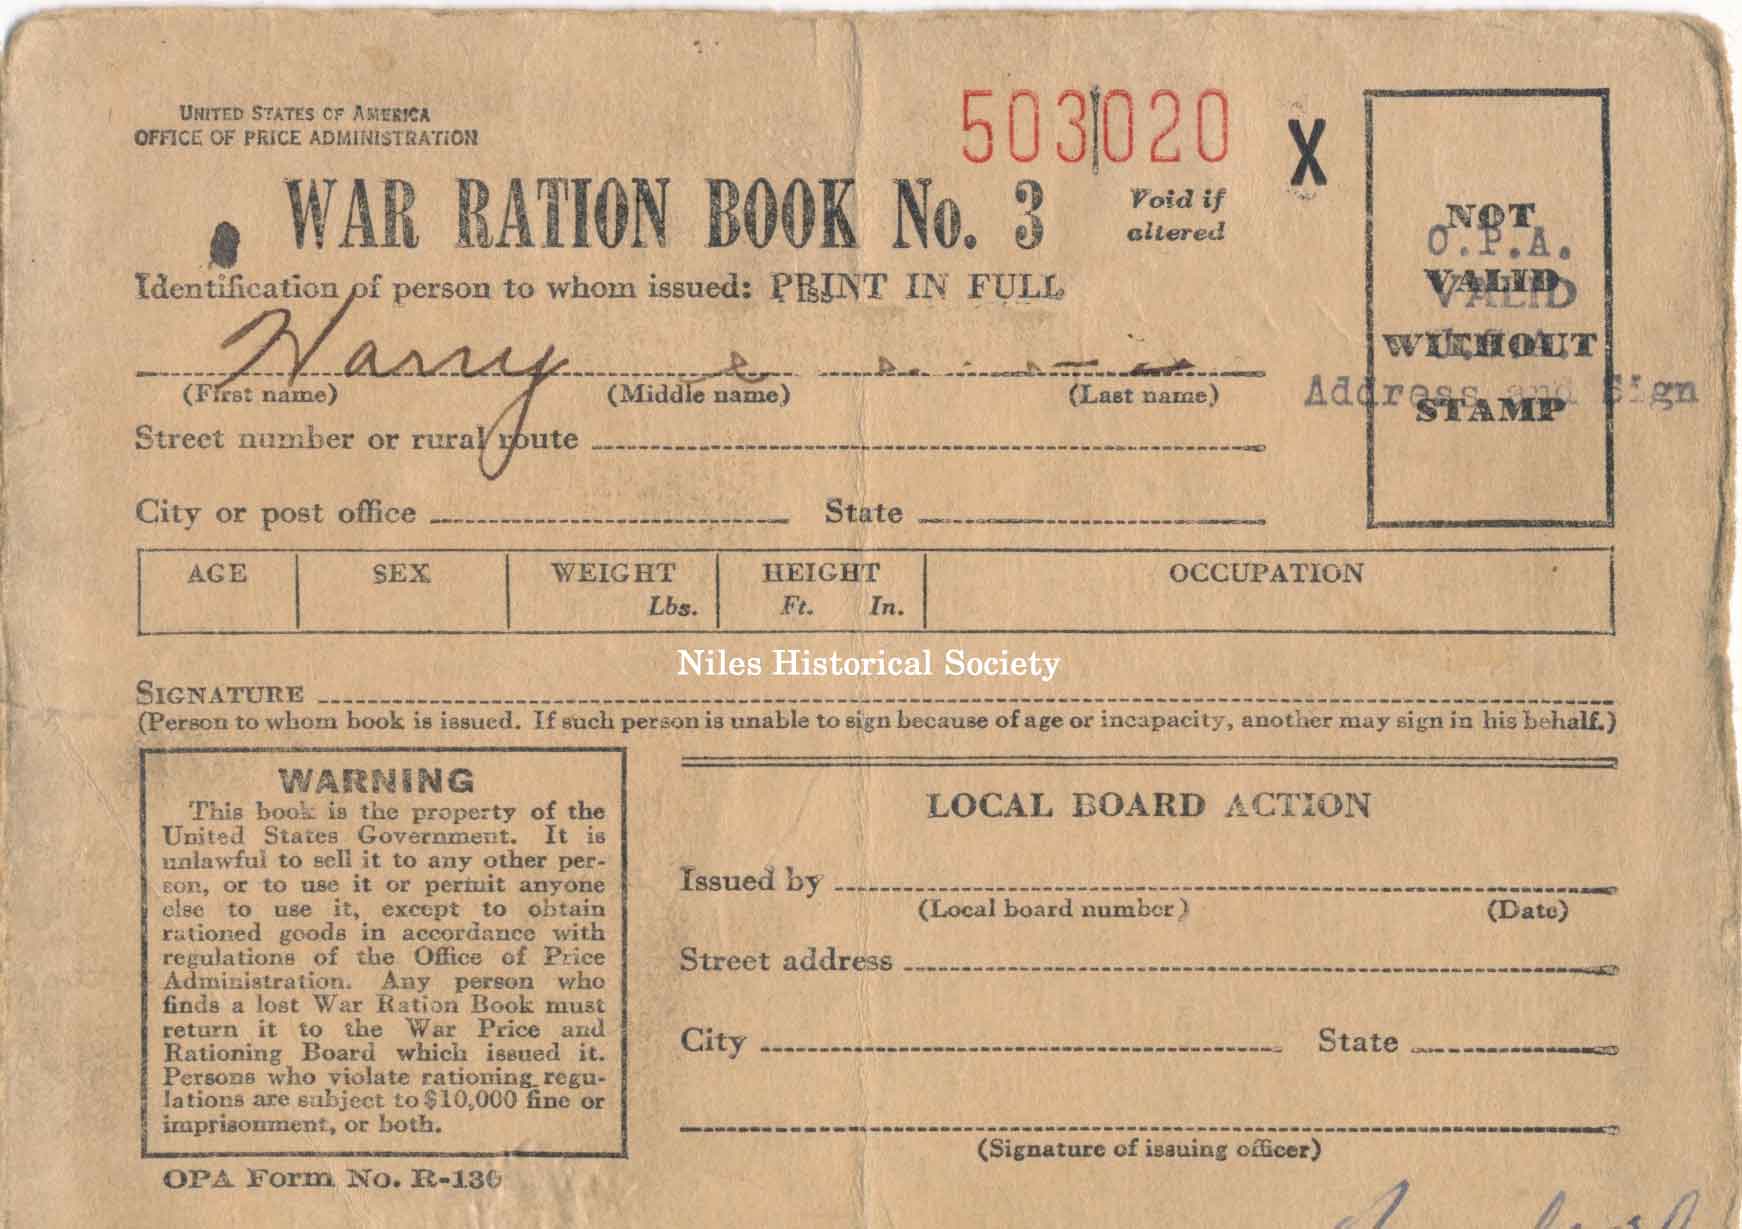 UNITED STATES OF AMERICA
OFFICE OF PRICE ADMINISTRATION
503020
X
WAR RATION BOOK No. 3
Void if
altered
NOT
O.P.A.
VALID
VALID
WITHOUT
STAMP
Address and Sign
Identification of person to whom issued: PRINT IN FULL
Harry
(First name) (Middle name) (Last name)
Street number or rural route
City or post office State
AGE SEX WEIGHT HEIGHT OCCUPATION
Lbs. Ft. In.
Niles Historical Society
SIGNATURE
(Person to whom book is issued. If such person is unable to sign because of age or incapacity, another may sign in his behalf.)
WARNING
This book is the property of the
United States Government. It is
unlawful to sell it to any other per-
son, or to use it or permit anyone
else to use it, except to obtain
rationed goods in accordance with
regulations of the Office of Price
Administration. Any person who
finds a lost War Ration Book must
return it to the War Price and
Rationing Board which issued it.
Persons who violate rationing regu-
lations are subject to $10,000 fine or
imprisonment, or both.
OPA Form No. R-130
LOCAL BOARD ACTION
Issued by
(Local board number) (Date)
Street address
City State
(Signature of issuing officer)